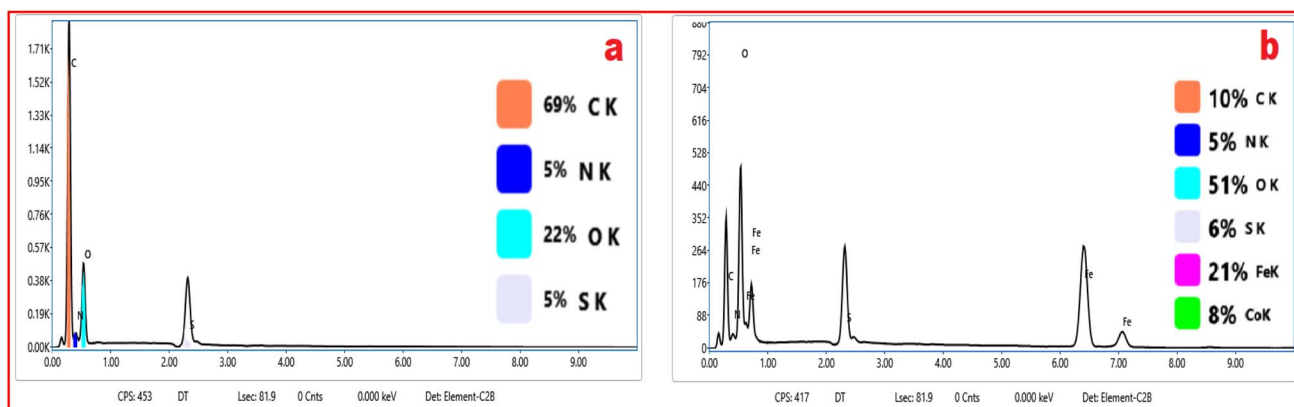 a
1.71K
1.52K
1.33K
1.14K
0.95K
0.76K
0.57K
0.38K
0.19K
0.00K
C
N
O
S
69% C K
5% N K
22% O K
5% S K
0.00 1.00 2.00 3.00 4.00 5.00 6.00 7.00 8.00 9.00
CPS: 453 DT Lsec: 81.9 0 Cnts 0.000 keV Det: Element-C2B
b
880
792
704
616
528
440
352
264
176
88
0
O
Fe
Fe
C
Fe
N
S
Fe
Fe
10% C K
5% N K
51% O K
6% S K
21% FeK
8% CoK
0.00 1.00 2.00 3.00 4.00 5.00 6.00 7.00 8.00 9.00
CPS: 417 DT Lsec: 81.9 0 Cnts 0.000 keV Det: Element-C2B